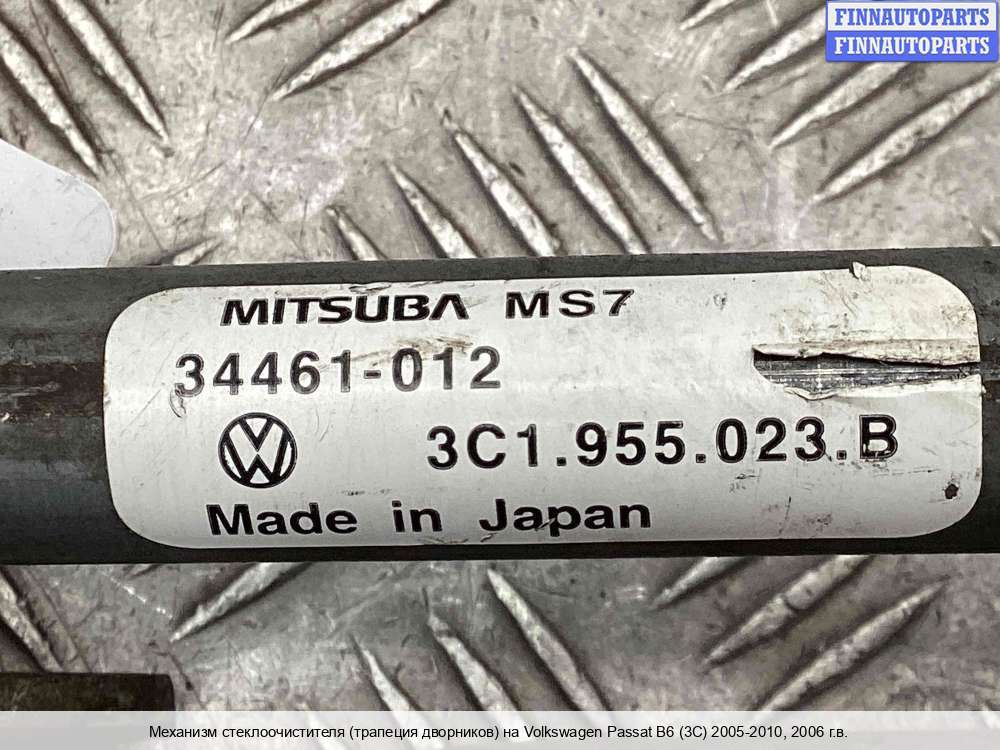 FINNAUTOPARTS
FINNAUTOPARTS
MITSUBA MS7
34461-012
3C1.955.023.B
Made in Japan
Механизм стеклоочистителя (трапеция дворников) на Volkswagen Passat B6 (3C) 2005-2010, 2006 г.в.